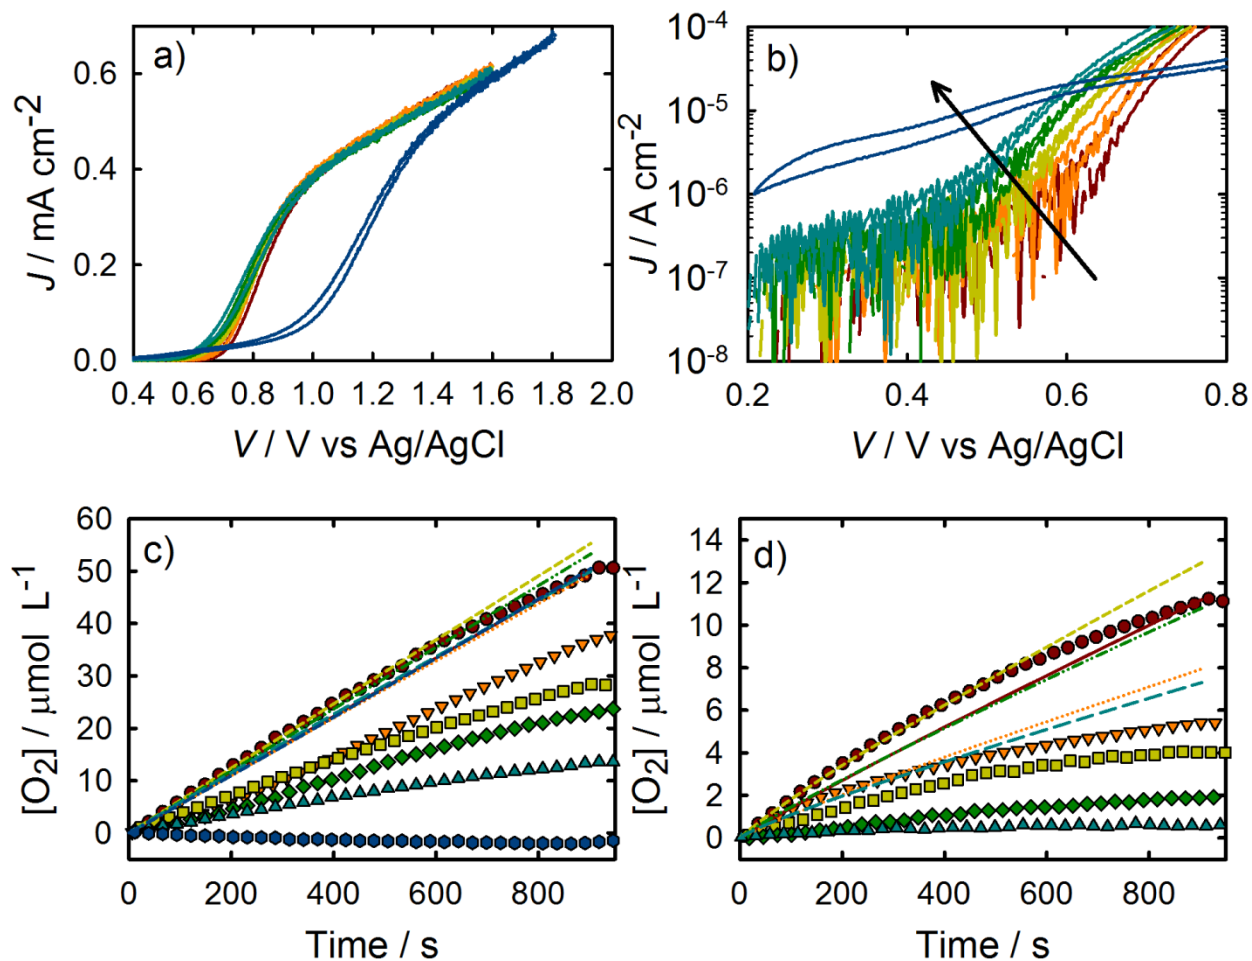 a)
0.6
0.4
0.2
0.0
J / mA cm-2
0.4 0.6 0.8 1.0 1.2 1.4 1.6 1.8 2.0
V / V vs Ag/AgCl
b)
10-4
10-5
10-6
10-7
10-8
J / A cm-2
0.2 0.4 0.6 0.8
V / V vs Ag/AgCl
c)
60
50
40
30
20
10
0
[O2] / μmol L-1
0 200 400 600 800
Time / s
d)
14
12
10
8
6
4
2
0
[O2] / μmol L-1
0 200 400 600 800
Time / s